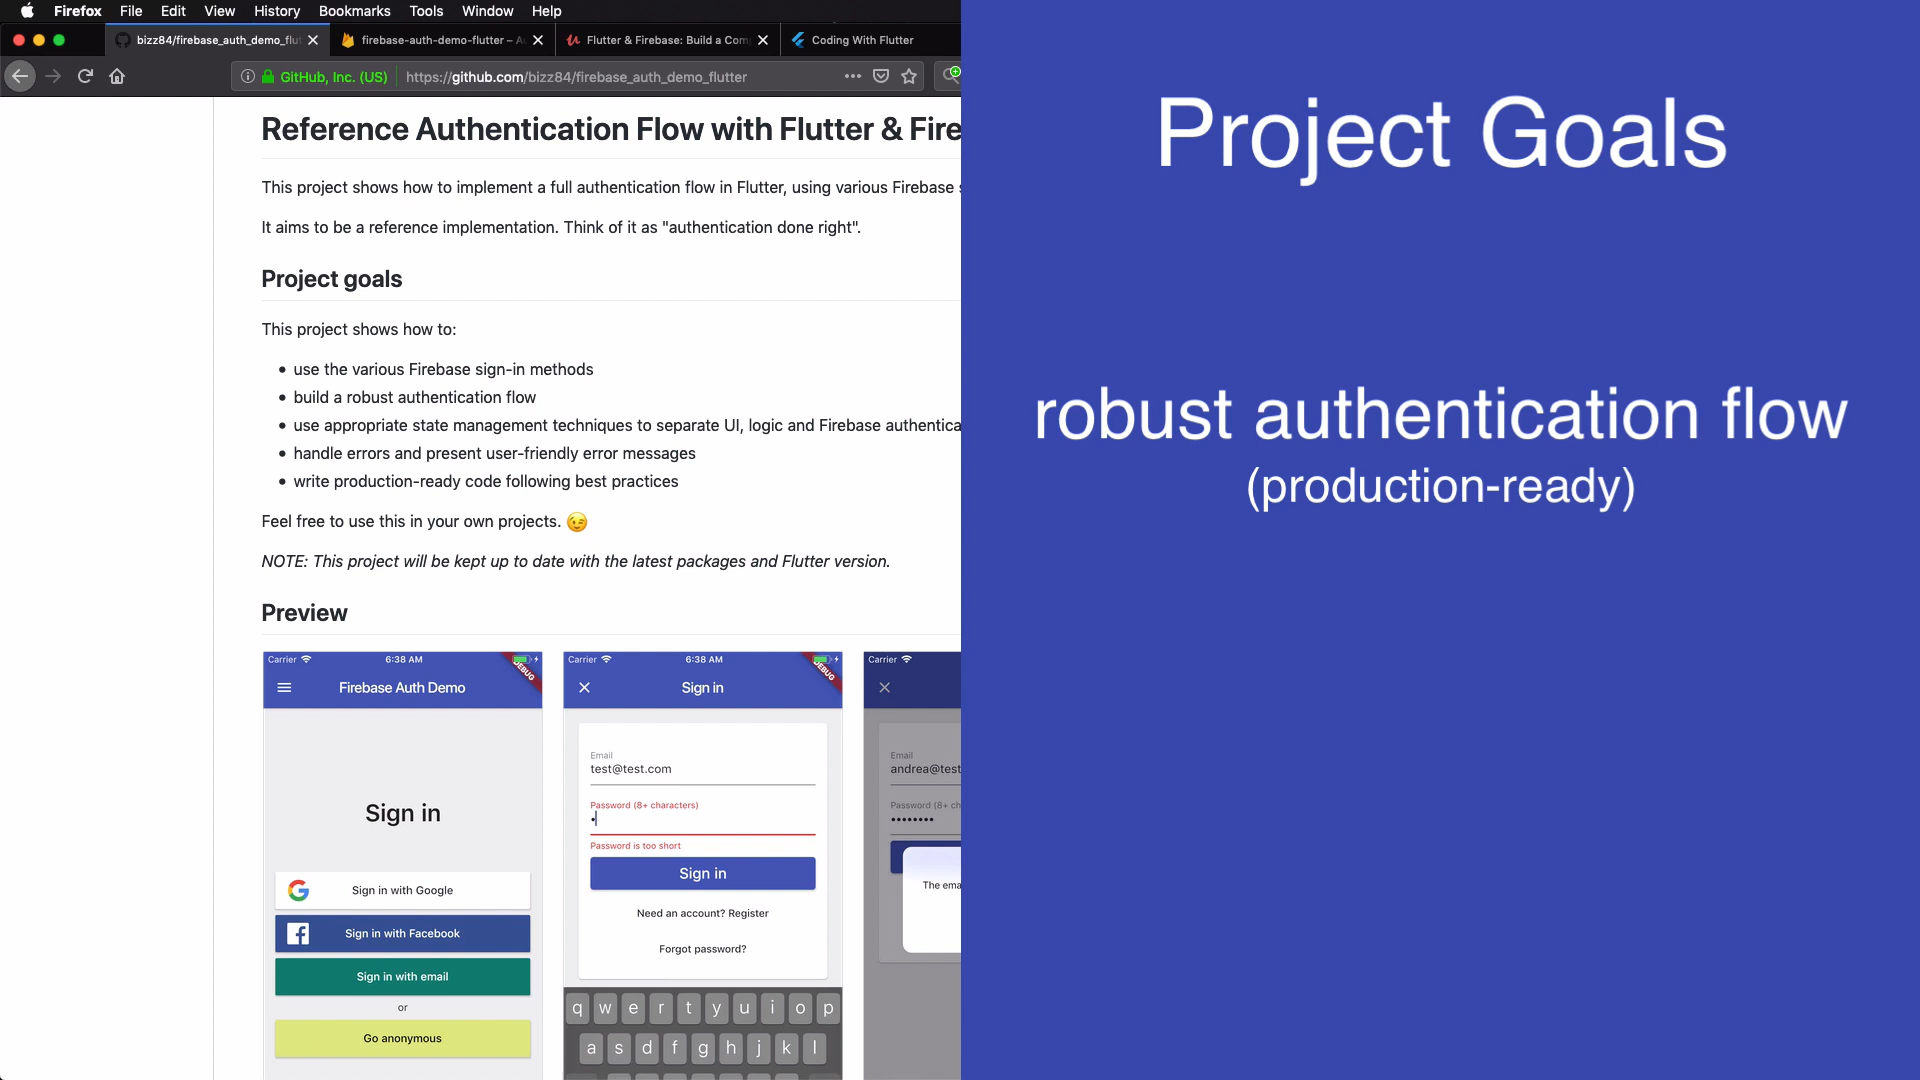 Firefox File Edit View History Bookmarks Tools Window Help
bizz84/firebase_auth_demo_flu
firebase-auth-demo-flutter – A
Flutter & Firebase: Build a Com
Coding With Flutter
GitHub, Inc. (US) https://github.com/bizz84/firebase_auth_demo_flutter
Reference Authentication Flow with Flutter & Fire
This project shows how to implement a full authentication flow in Flutter, using various Firebase s
It aims to be a reference implementation. Think of it as "authentication done right".
Project goals
This project shows how to:
• use the various Firebase sign-in methods
• build a robust authentication flow
• use appropriate state management techniques to separate UI, logic and Firebase authentica
• handle errors and present user-friendly error messages
• write production-ready code following best practices
Feel free to use this in your own projects. 😉
NOTE: This project will be kept up to date with the latest packages and Flutter version.
Preview
Carrier 6:38 AM
DEBUG
Firebase Auth Demo
Sign in
Sign in with Google
Sign in with Facebook
Sign in with email
or
Go anonymous
Carrier 6:38 AM
DEBUG
Sign in
Email
test@test.com
Password (8+ characters)
•
Password is too short
Sign in
Need an account? Register
Forgot password?
q w e r t y u i o p
a s d f g h j k l
Carrier
Email
andrea@test
Password (8+ ch
••••••••
The ema
Project Goals
robust authentication flow
(production-ready)